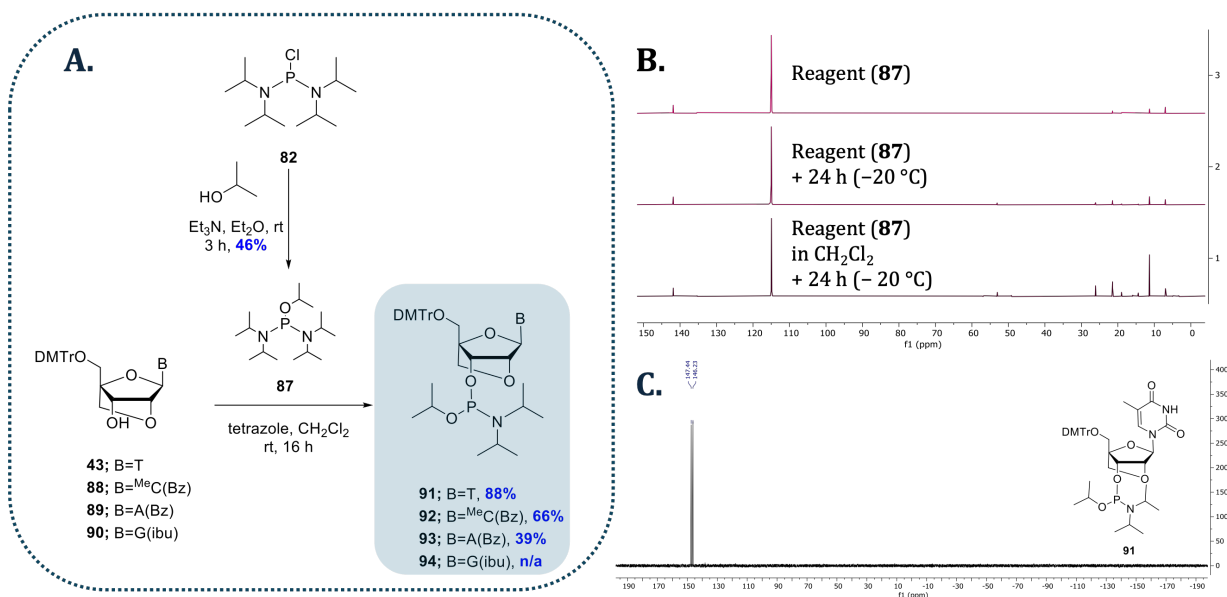 A.
Cl
P
N
N
82
HO
Et3N, Et2O, rt
3 h, 46%
O
P
N
N
87
DMTrO
O
B
OH
O
43; B=T
88; B=MeC(Bz)
89; B=A(Bz)
90; B=G(ibu)
tetrazole, CH2Cl2
rt, 16 h
DMTrO
O
B
O
O
O
P
N
91; B=T, 88%
92; B=MeC(Bz), 66%
93; B=A(Bz), 39%
94; B=G(ibu), n/a
B.
Reagent (87)
3
Reagent (87)
+ 24 h (−20 °C)
2
Reagent (87)
in CH2Cl2
+ 24 h (− 20 °C)
1
150 140 130 120 110 100 90 80 70 60 50 40 30 20 10 0
f1 (ppm)
C.
147.44
146.23
O
NH
N
O
DMTrO
O
O
O
O
P
N
91
400
350
300
250
200
150
100
50
0
190 170 150 130 110 90 70 50 30 10 -10 -30 -50 -70 -90 -110 -130 -150 -170 -190
f1 (ppm)